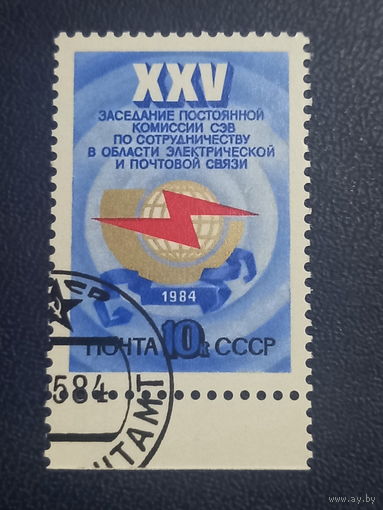 XXV
ЗАСЕДАНИЕ ПОСТОЯННОЙ
КОМИССИИ СЭВ
ПО СОТРУДНИЧЕСТВУ
В ОБЛАСТИ ЭЛЕКТРИЧЕСКОЙ
И ПОЧТОВОЙ СВЯЗИ
1984
ПОЧТА 10к СССР
584
ЧТАМТ
www.ay.by